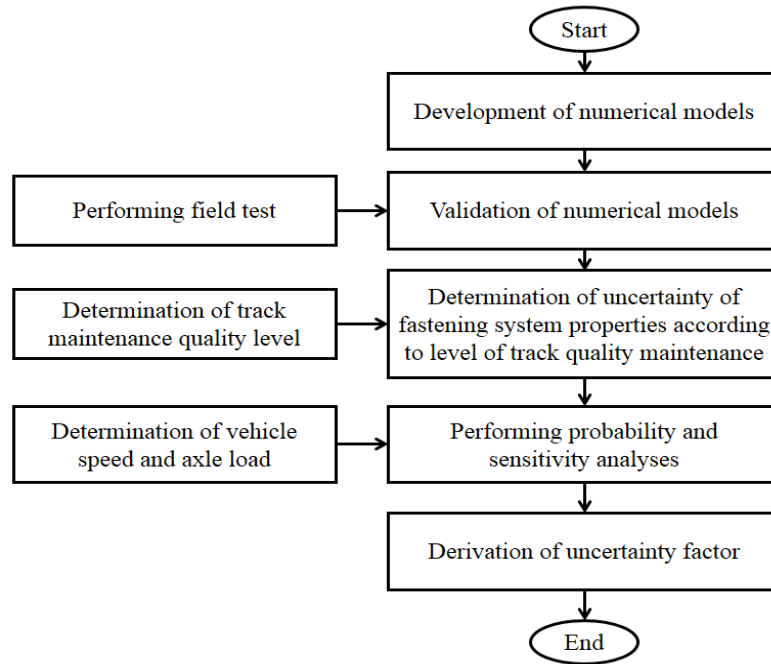 Start
Development of numerical models
Performing field test
Validation of numerical models
Determination of track
maintenance quality level
Determination of uncertainty of
fastening system properties according
to level of track quality maintenance
Determination of vehicle
speed and axle load
Performing probability and
sensitivity analyses
Derivation of uncertainty factor
End